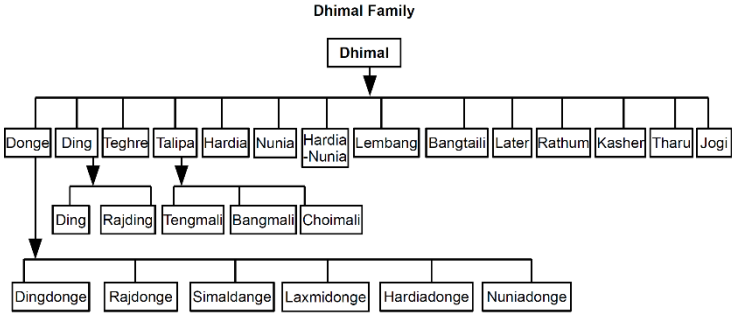 Dhimal Family
Dhimal
Donge Ding Teghre Talipa Hardia Nunia Hardia -Nunia Lembang Bangtaili Later Rathum Kasher Tharu Jogi
Ding Rajding Tengmali Bangmali Choimali
Dingdonge Rajdonge Simaldange Laxmidonge Hardiadonge Nuniadonge